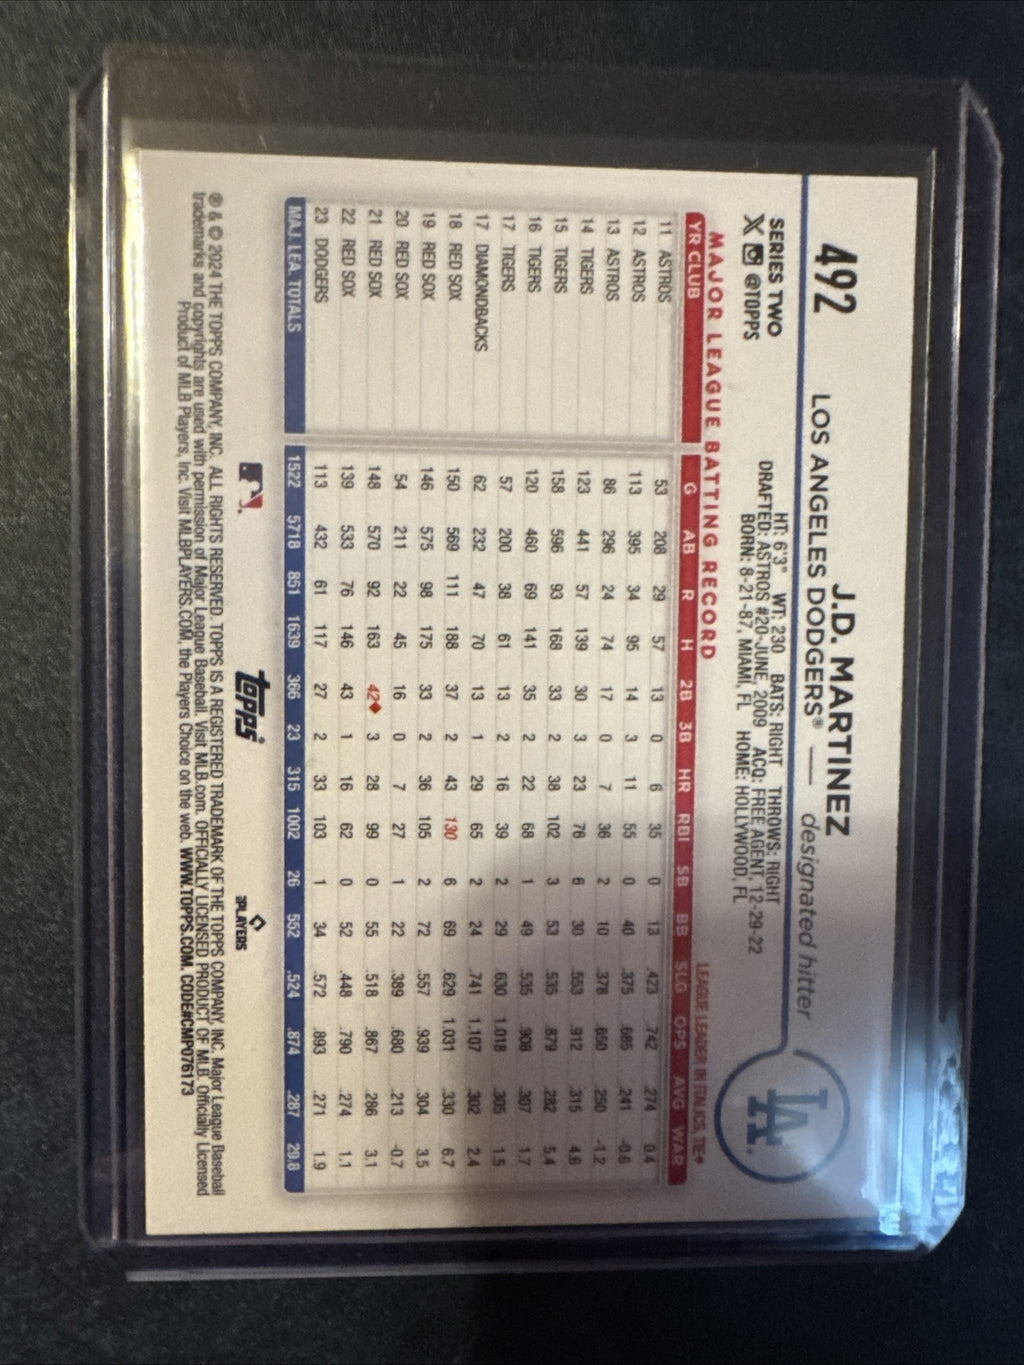 492
J.D. MARTINEZ
LOS ANGELES DODGERS® — designated hitter
LA
SERIES TWO
@TOPPS
HT: 6'3" WT: 230 BATS: RIGHT THROWS: RIGHT
DRAFTED: ASTROS #20-JUNE, 2009 ACQ: FREE AGENT, 12-29-22
BORN: 8-21-87, MIAMI, FL HOME: HOLLYWOOD, FL
MAJOR LEAGUE BATTING RECORD LEAGUE LEADER IN ITALICS, TIE♦
YR CLUB G AB R H 2B 3B HR RBI SB BB SLG OPS AVG WAR
11 ASTROS 53 208 29 57 13 0 6 35 0 13 .423 .742 .274 0.4
12 ASTROS 113 395 34 95 14 3 11 55 0 40 .375 .685 .241 -0.6
13 ASTROS 86 296 24 74 17 0 7 36 2 10 .378 .650 .250 -1.2
14 TIGERS 123 441 57 139 30 3 23 76 6 30 .553 .912 .315 4.6
15 TIGERS 158 596 93 168 33 2 38 102 3 53 .535 .879 .282 5.4
16 TIGERS 120 460 69 141 35 2 22 68 1 49 .535 .908 .307 1.7
17 TIGERS 57 200 38 61 13 2 16 39 2 29 .630 1.018 .305 1.5
17 DIAMONDBACKS 62 232 47 70 13 1 29 65 2 24 .741 1.107 .302 2.4
18 RED SOX 150 569 111 188 37 2 43 130 6 69 .629 1.031 .330 6.7
19 RED SOX 146 575 98 175 33 2 36 105 2 72 .557 .939 .304 3.5
20 RED SOX 54 211 22 45 16 0 7 27 1 22 .389 .680 .213 -0.7
21 RED SOX 148 570 92 163 42♦ 3 28 99 0 55 .518 .867 .286 3.1
22 RED SOX 139 533 76 146 43 1 16 62 0 52 .448 .790 .274 1.1
23 DODGERS 113 432 61 117 27 2 33 103 1 34 .572 .893 .271 1.9
MAJ. LEA. TOTALS 1522 5718 851 1639 366 23 315 1002 26 552 .524 .874 .287 29.8
topps®
PLAYERS
® & © 2024 THE TOPPS COMPANY, INC. ALL RIGHTS RESERVED. TOPPS IS A REGISTERED TRADEMARK OF THE TOPPS COMPANY, INC. Major League Baseball
trademarks and copyrights are used with permission of Major League Baseball. Visit MLB.com. OFFICIALLY LICENSED PRODUCT OF MLB. Officially Licensed
Product of MLB Players, Inc. Visit MLBPLAYERS.COM, the Players Choice on the web. WWW.TOPPS.COM. CODE#CMP076173